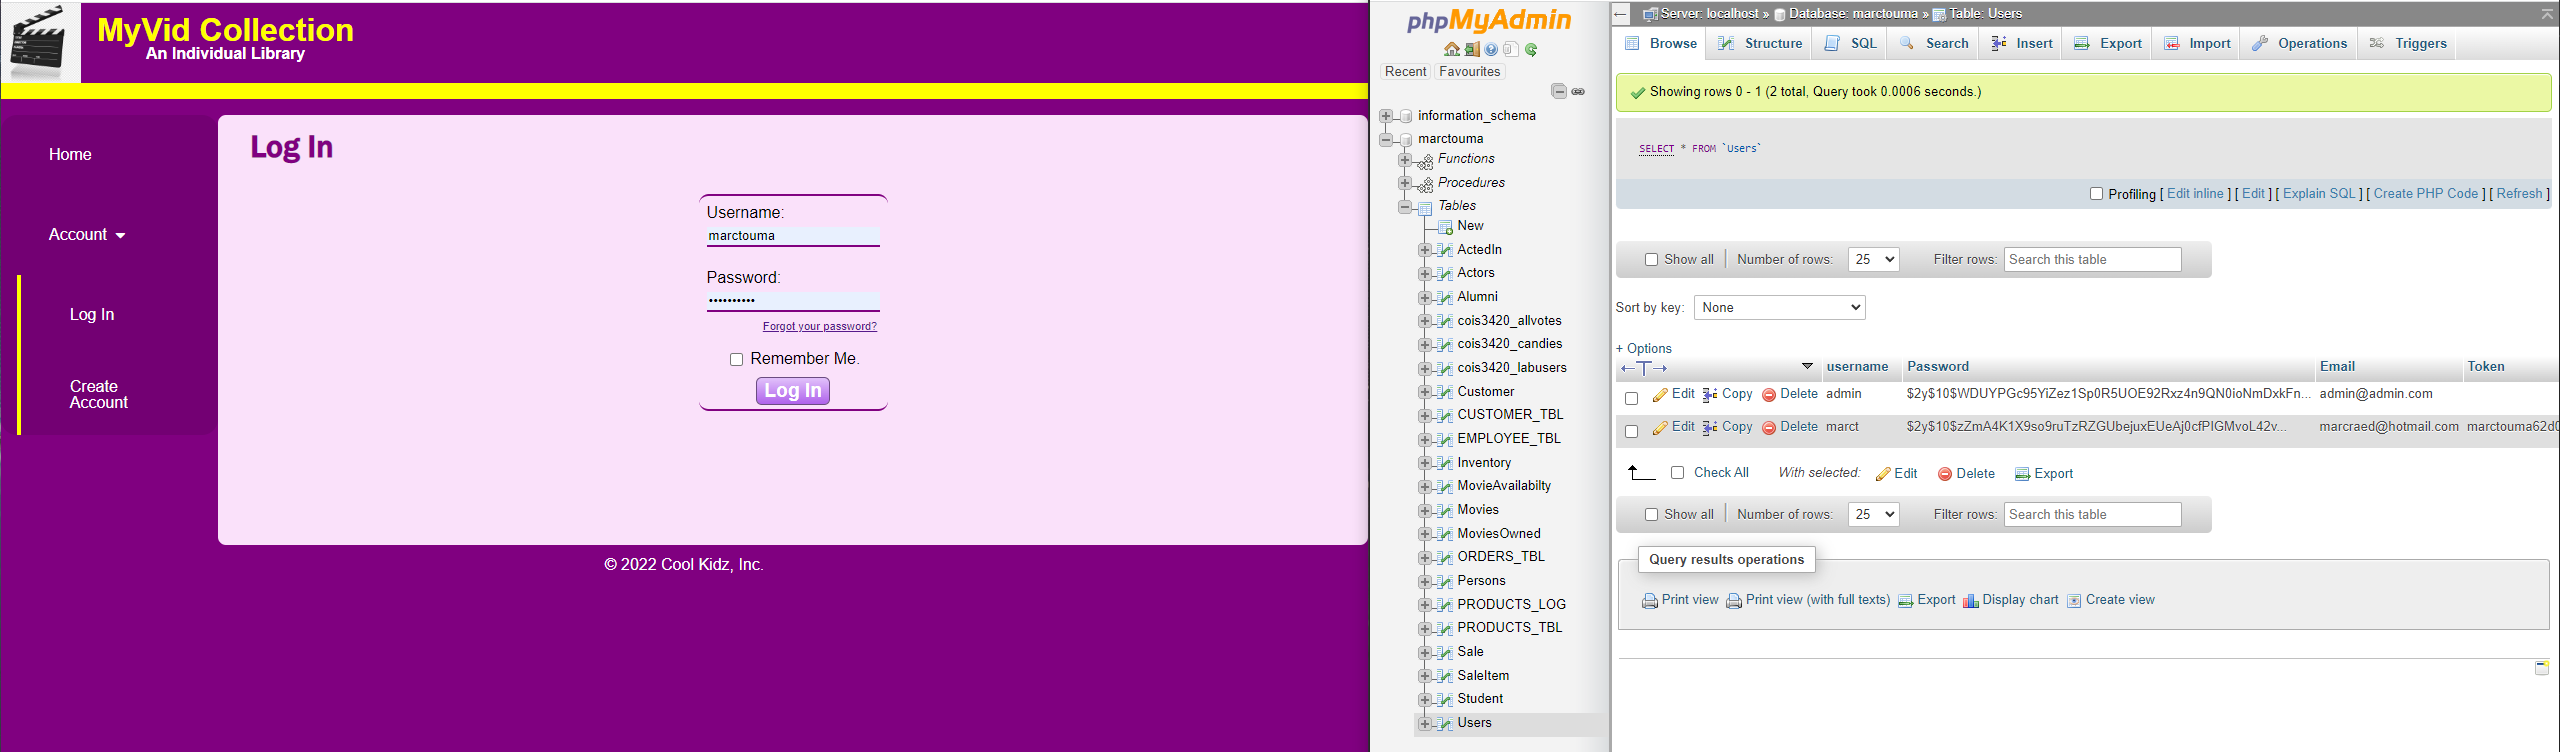 MyVid Collection
An Individual Library
Home
Account
Log In
Create
Account
Log In
Username:
marctouma
Password:
••••••••••
Forgot your password?
Remember Me.
Log In
© 2022 Cool Kidz, Inc.
phpMyAdmin
Recent Favourites
information_schema
marctouma
Functions
Procedures
Tables
New
ActedIn
Actors
Alumni
cois3420_allvotes
cois3420_candies
cois3420_labusers
Customer
CUSTOMER_TBL
EMPLOYEE_TBL
Inventory
MovieAvailabilty
Movies
MoviesOwned
ORDERS_TBL
Persons
PRODUCTS_LOG
PRODUCTS_TBL
Sale
SaleItem
Student
Users
Server: localhost » Database: marctouma » Table: Users
Browse Structure SQL Search Insert Export Import Operations Triggers
Showing rows 0 - 1 (2 total, Query took 0.0006 seconds.)
SELECT * FROM `Users`
Profiling [ Edit inline ] [ Edit ] [ Explain SQL ] [ Create PHP Code ] [ Refresh ]
Show all Number of rows: 25 Filter rows: Search this table
Sort by key: None
+ Options
username Password Email Token
Edit Copy Delete admin $2y$10$WDUYPGc95YiZez1Sp0R5UOE92Rxz4n9QN0ioNmDxkFn... admin@admin.com
Edit Copy Delete marct $2y$10$zZmA4K1X9so9ruTzRZGUbejuxEUeAj0cfPIGMvoL42v... marcraed@hotmail.com marctouma62d0
Check All With selected: Edit Delete Export
Show all Number of rows: 25 Filter rows: Search this table
Query results operations
Print view Print view (with full texts) Export Display chart Create view